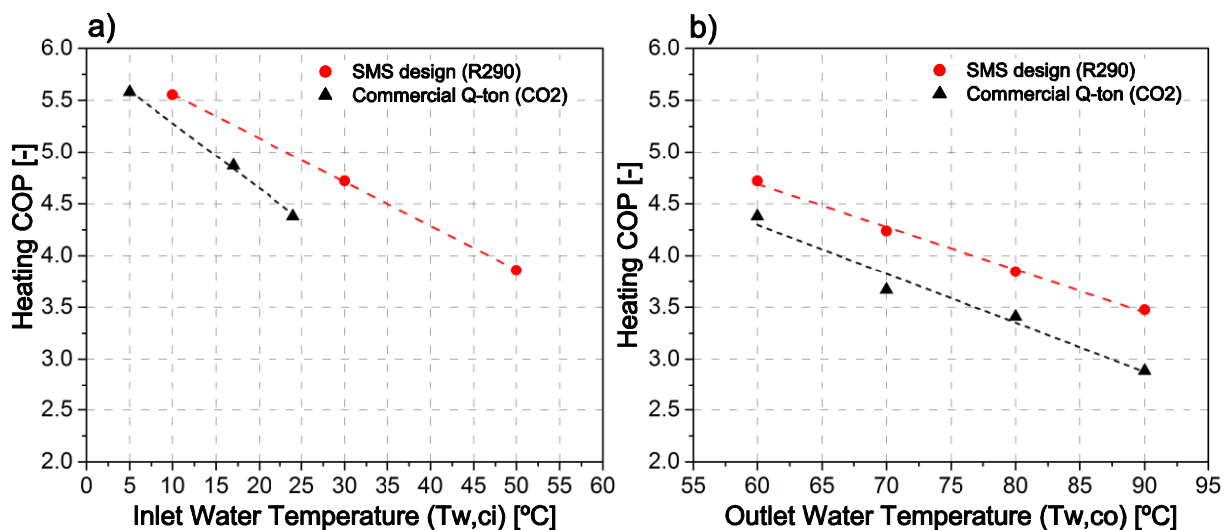 a)
SMS design (R290)
Commercial Q-ton (CO2)
Heating COP [-]
6.0
5.5
5.0
4.5
4.0
3.5
3.0
2.5
2.0
0 5 10 15 20 25 30 35 40 45 50 55 60
Inlet Water Temperature (Tw,ci) [ºC]
b)
SMS design (R290)
Commercial Q-ton (CO2)
Heating COP [-]
6.0
5.5
5.0
4.5
4.0
3.5
3.0
2.5
2.0
55 60 65 70 75 80 85 90 95
Outlet Water Temperature (Tw,co) [ºC]